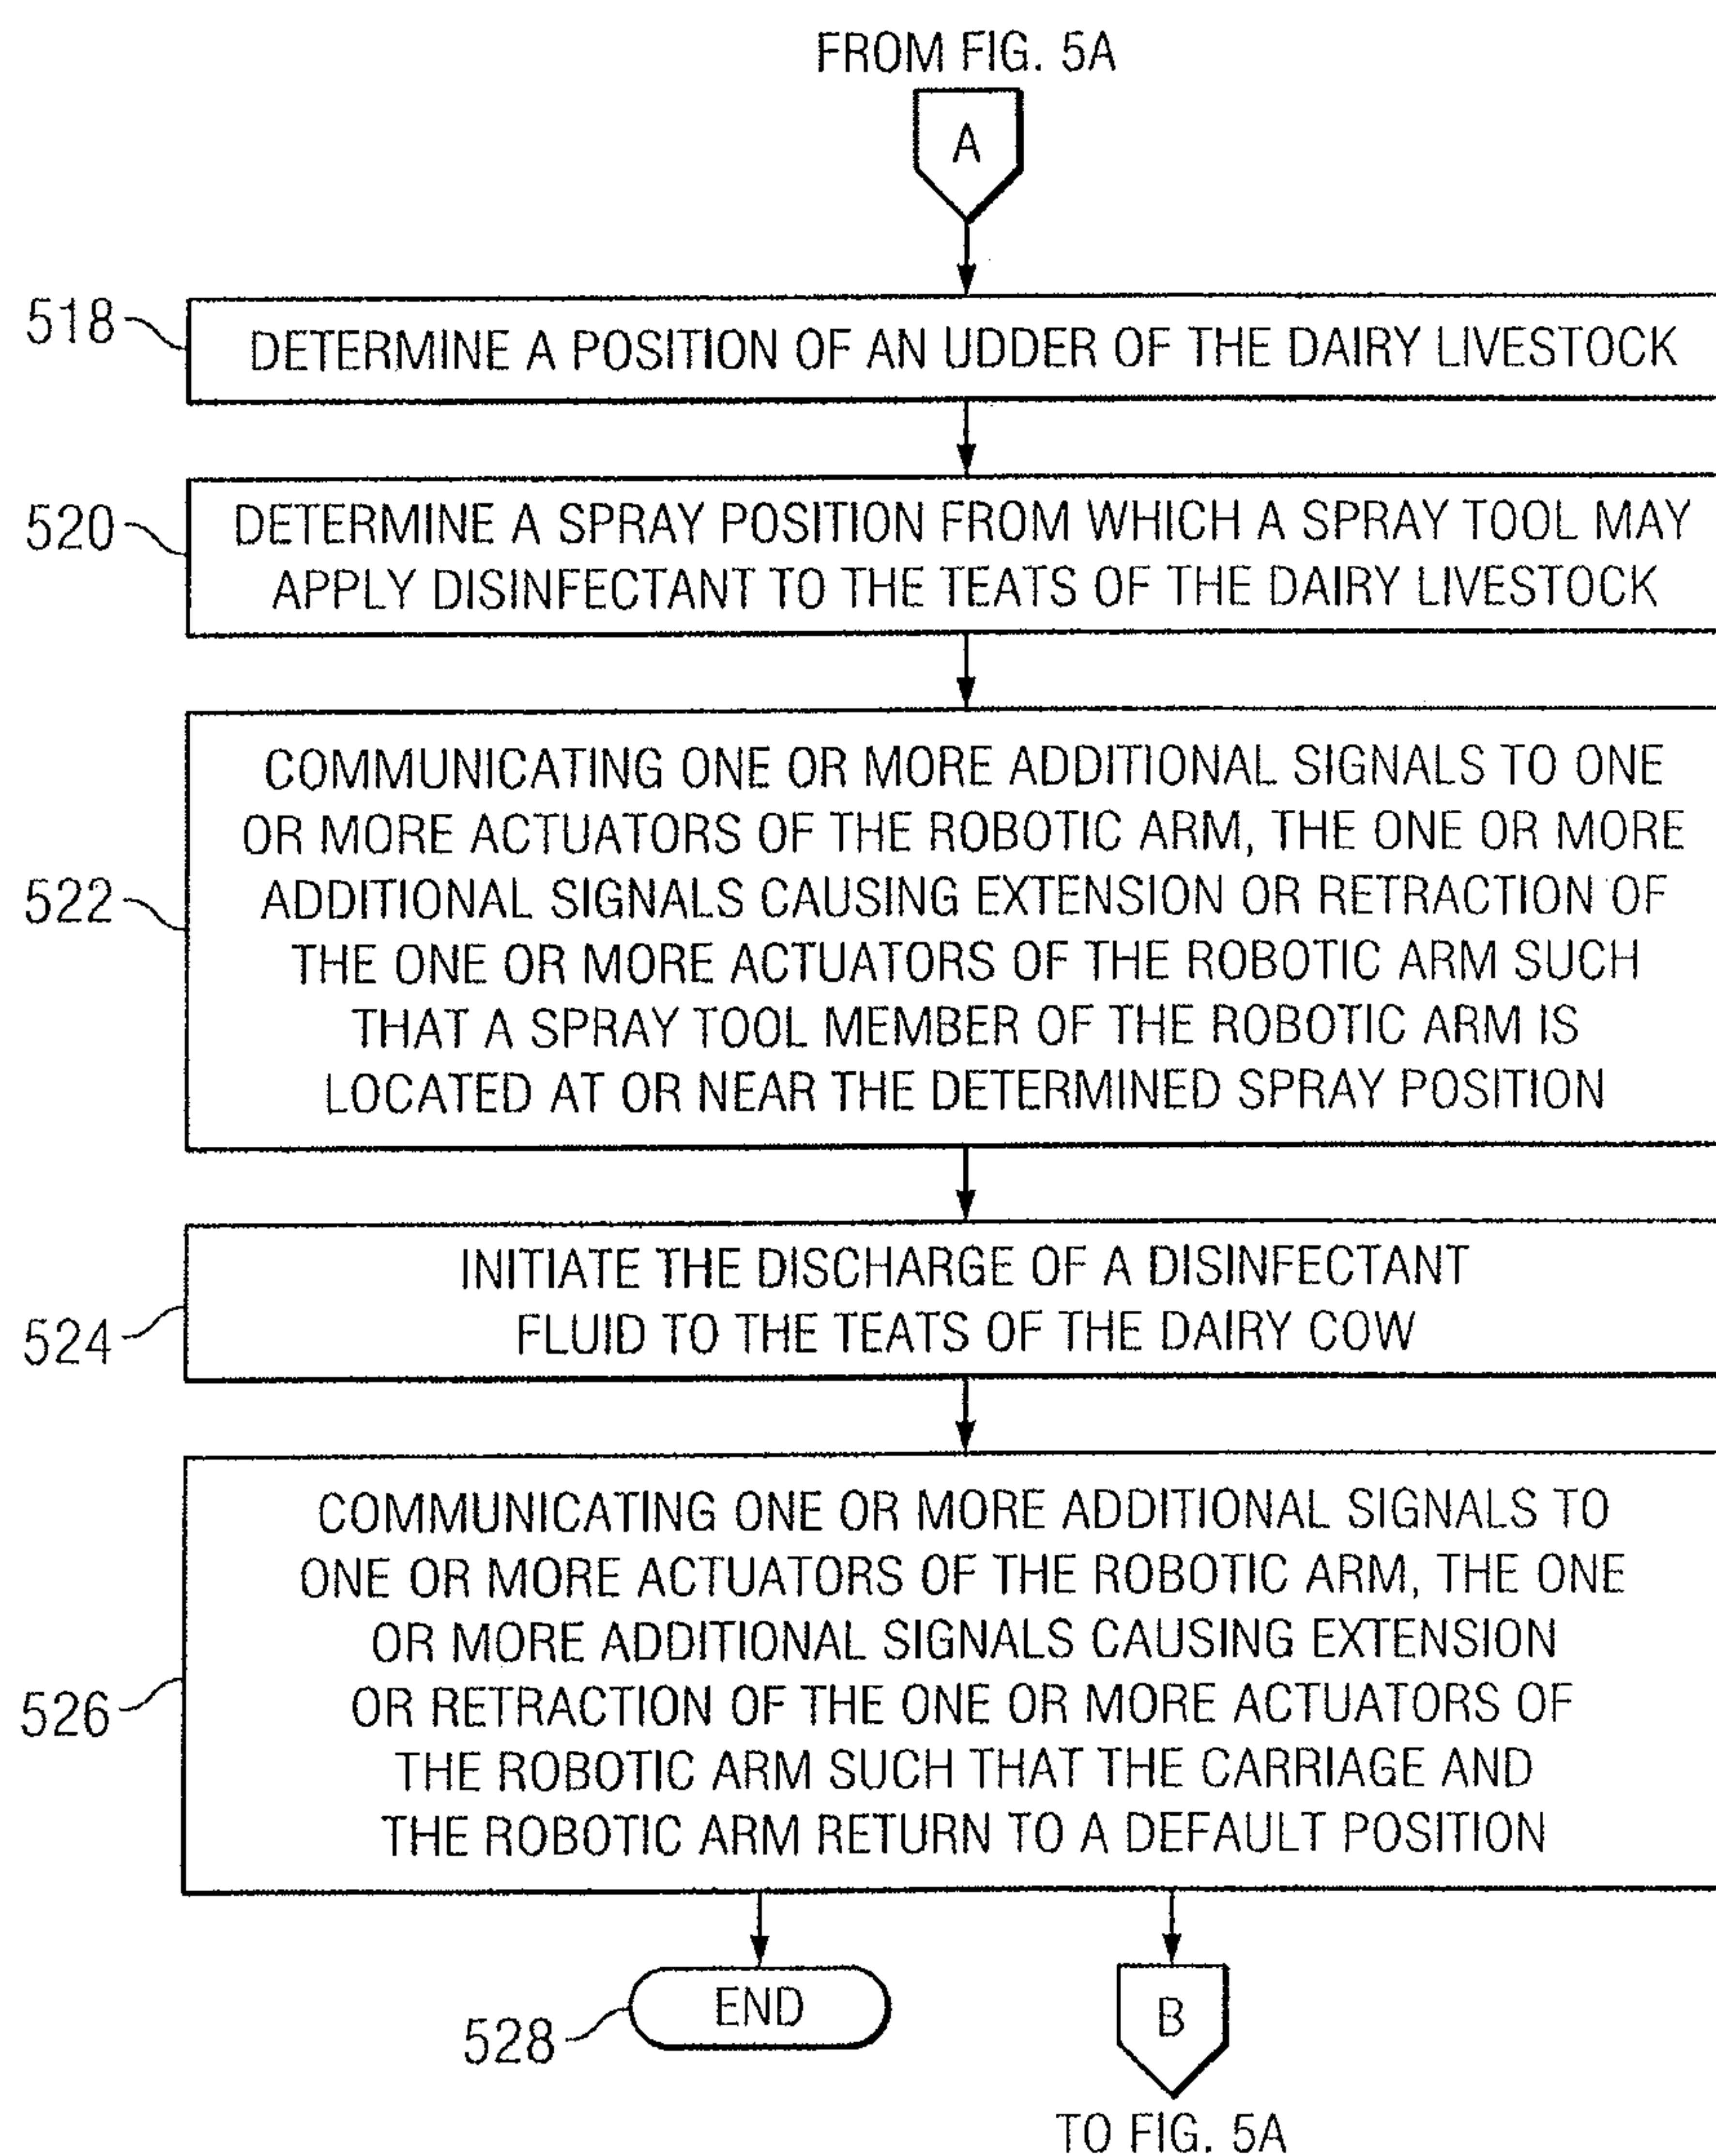 FROM FIG. 5A
A
518
DETERMINE A POSITION OF AN UDDER OF THE DAIRY LIVESTOCK
520
DETERMINE A SPRAY POSITION FROM WHICH A SPRAY TOOL MAY
APPLY DISINFECTANT TO THE TEATS OF THE DAIRY LIVESTOCK
522
COMMUNICATING ONE OR MORE ADDITIONAL SIGNALS TO ONE
OR MORE ACTUATORS OF THE ROBOTIC ARM, THE ONE OR MORE
ADDITIONAL SIGNALS CAUSING EXTENSION OR RETRACTION OF
THE ONE OR MORE ACTUATORS OF THE ROBOTIC ARM SUCH
THAT A SPRAY TOOL MEMBER OF THE ROBOTIC ARM IS
LOCATED AT OR NEAR THE DETERMINED SPRAY POSITION
524
INITIATE THE DISCHARGE OF A DISINFECTANT
FLUID TO THE TEATS OF THE DAIRY COW
526
COMMUNICATING ONE OR MORE ADDITIONAL SIGNALS TO
ONE OR MORE ACTUATORS OF THE ROBOTIC ARM, THE ONE
OR MORE ADDITIONAL SIGNALS CAUSING EXTENSION
OR RETRACTION OF THE ONE OR MORE ACTUATORS OF
THE ROBOTIC ARM SUCH THAT THE CARRIAGE AND
THE ROBOTIC ARM RETURN TO A DEFAULT POSITION
528
END
B
TO FIG. 5A